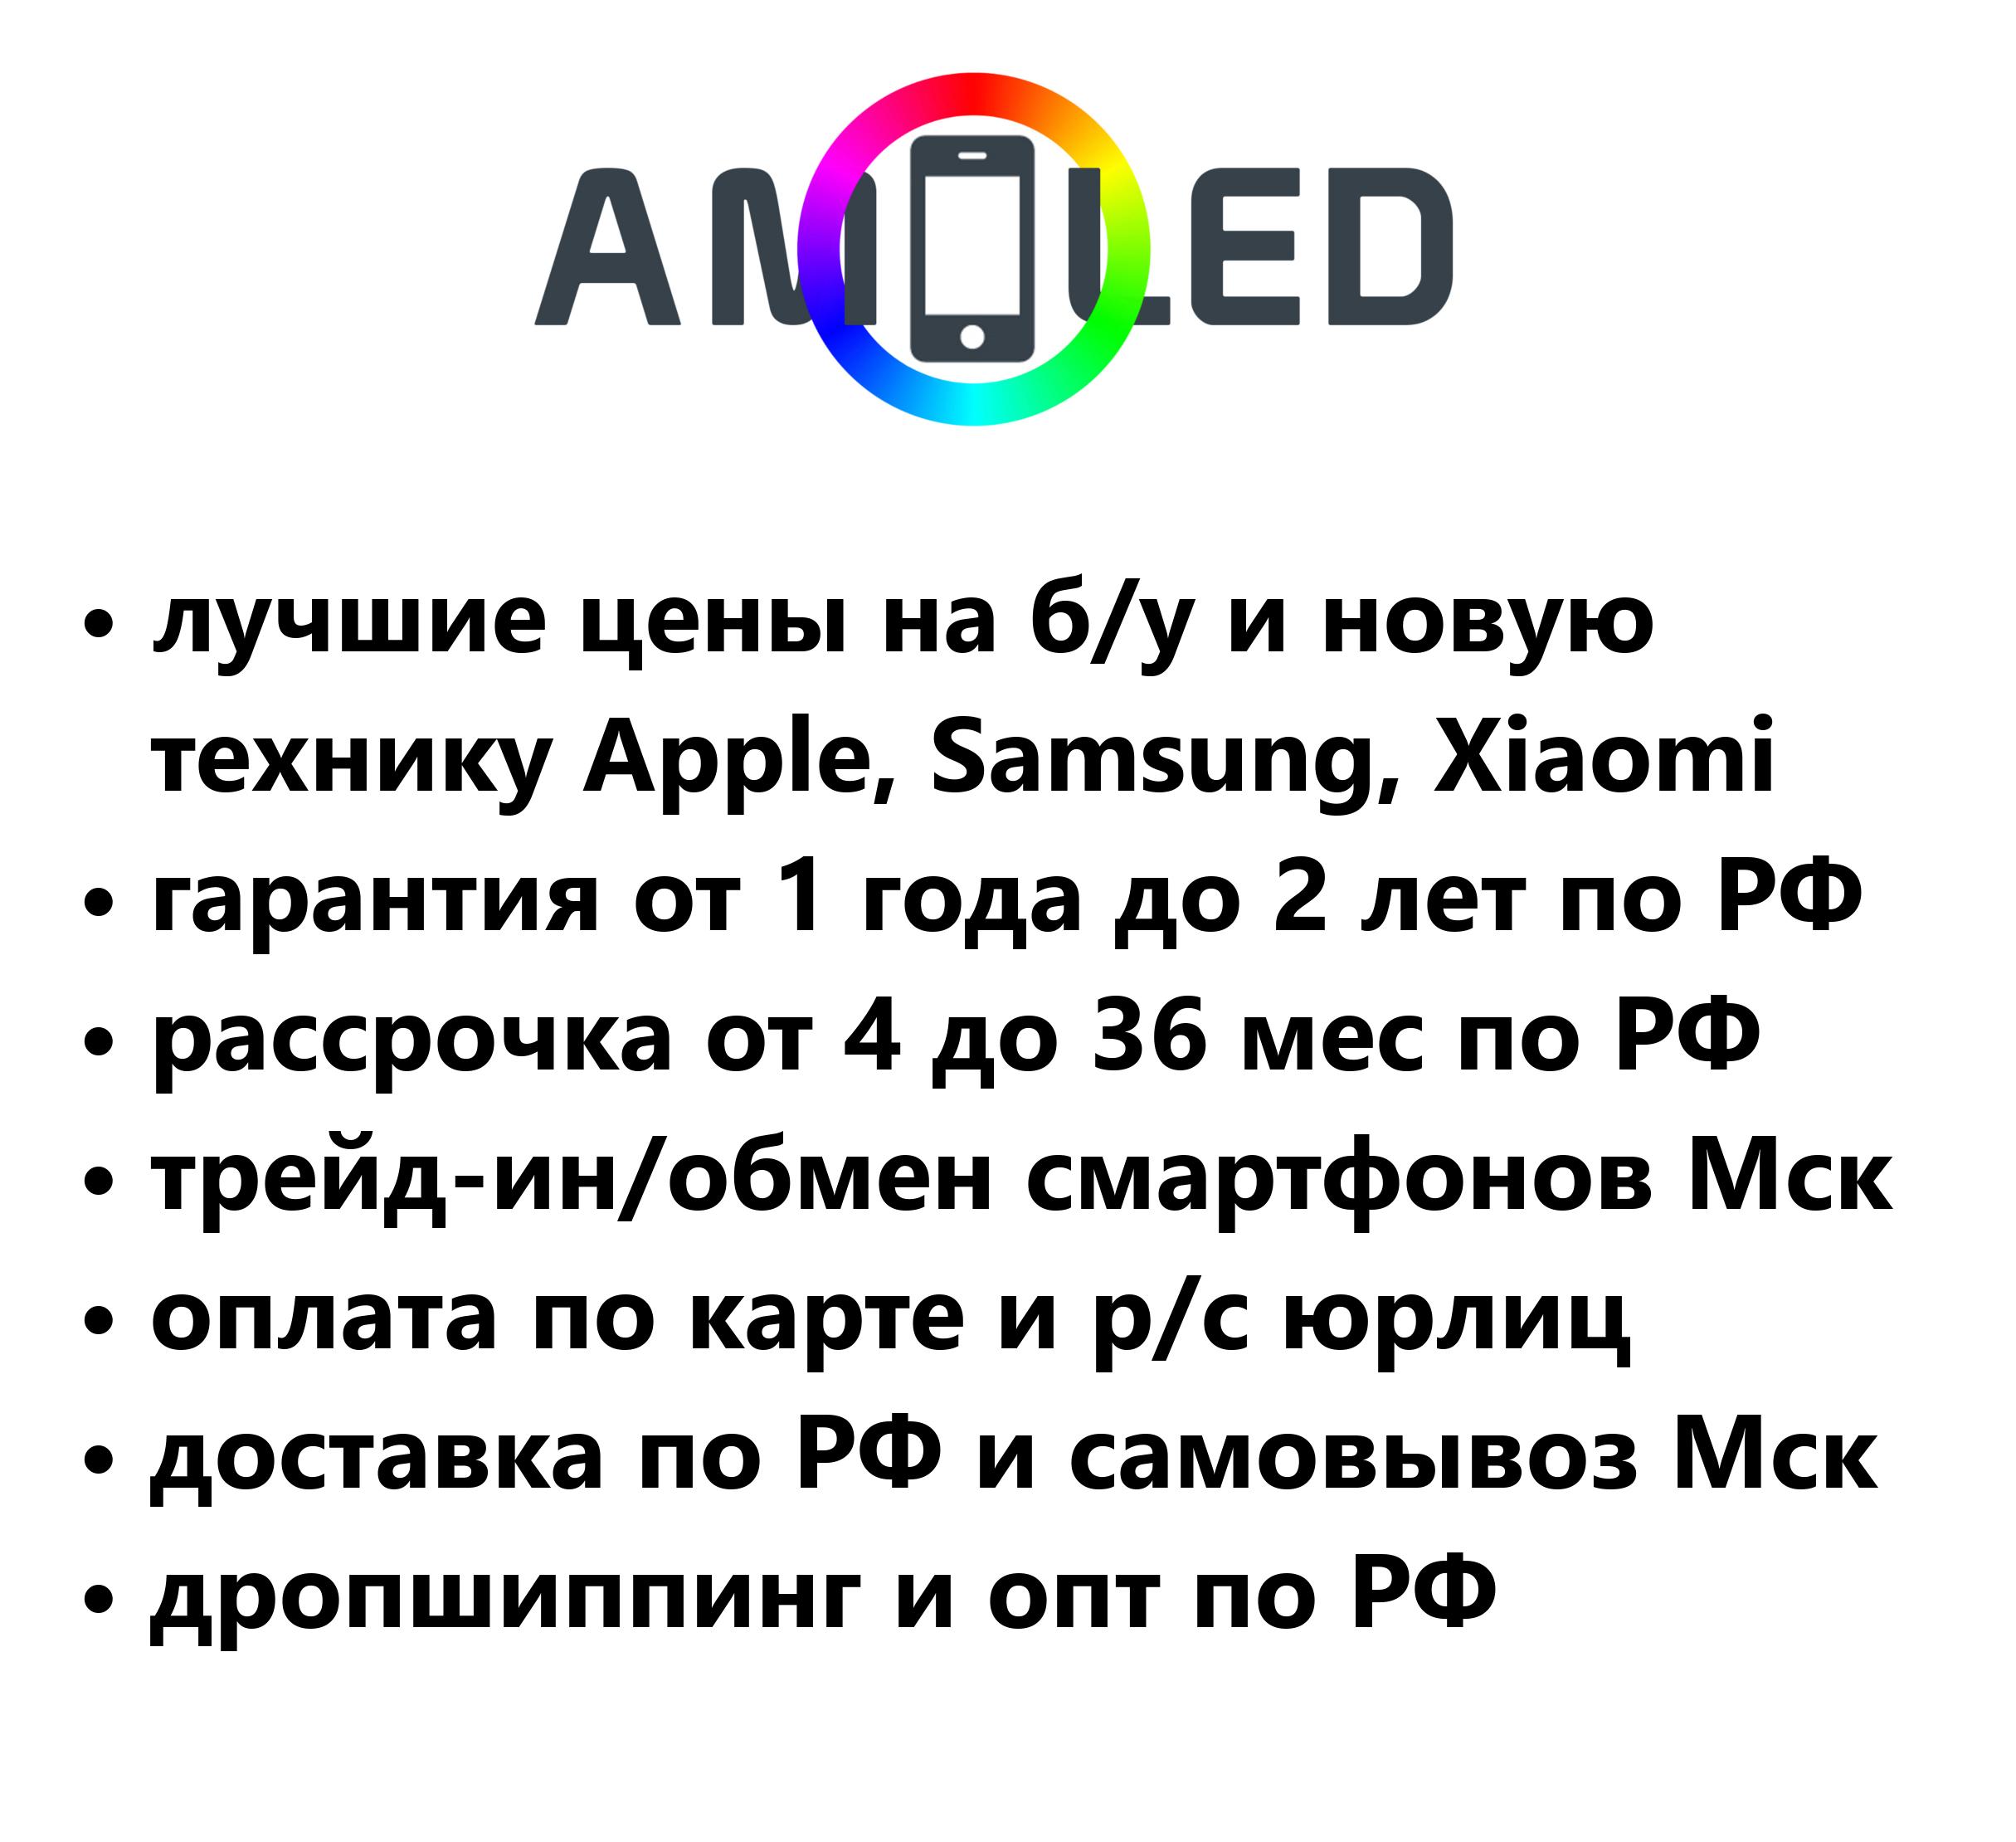 AMOLED
• лучшие цены на б/у и новую
технику Apple, Samsung, Xiaomi
• гарантия от 1 года до 2 лет по РФ
• рассрочка от 4 до 36 мес по РФ
• трейд-ин/обмен смартфонов Мск
• оплата по карте и р/с юрлиц
• доставка по РФ и самовывоз Мск
• дропшиппинг и опт по РФ